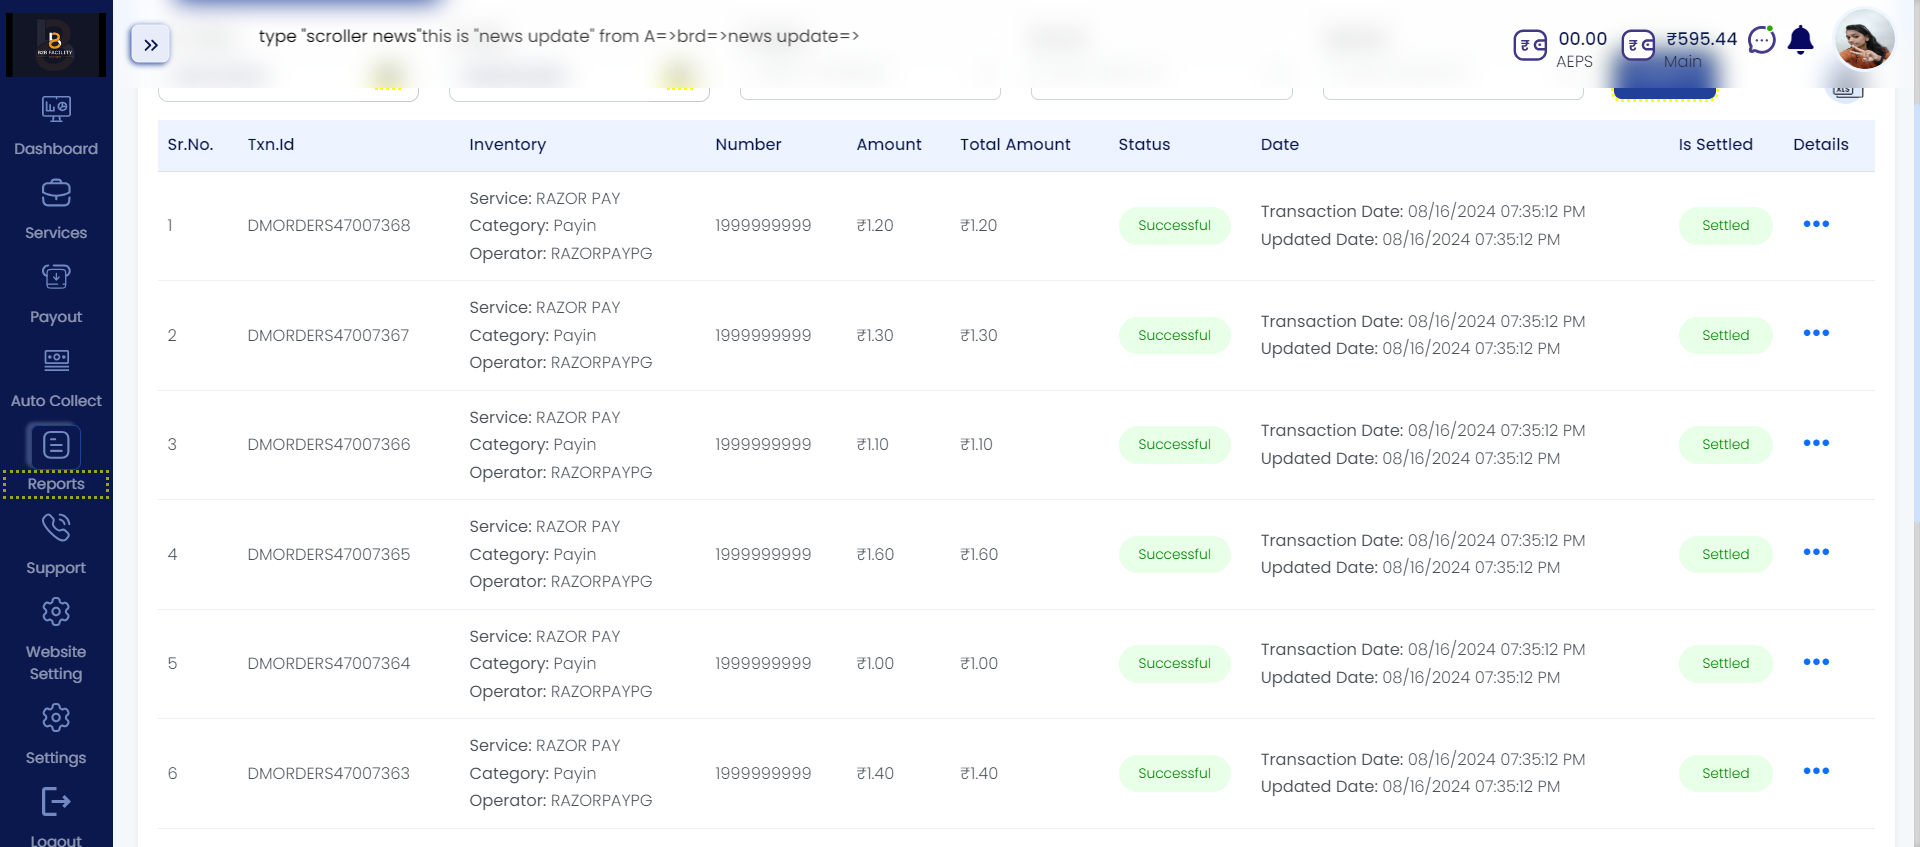 B2B FACILITY
type "scroller news"this is "news update" from A=>brd=>news update=>
00.00
AEPS
₹595.44
Main
XLS
Dashboard
Services
Payout
Auto Collect
Reports
Support
Website
Setting
Settings
Logout
Sr.No. Txn.Id Inventory Number Amount Total Amount Status Date Is Settled Details
Service: RAZOR PAY
1 DMORDERS47007368 Category: Payin 1999999999 ₹1.20 ₹1.20 Successful Transaction Date: 08/16/2024 07:35:12 PM Settled
Operator: RAZORPAYPG Updated Date: 08/16/2024 07:35:12 PM
Service: RAZOR PAY
2 DMORDERS47007367 Category: Payin 1999999999 ₹1.30 ₹1.30 Successful Transaction Date: 08/16/2024 07:35:12 PM Settled
Operator: RAZORPAYPG Updated Date: 08/16/2024 07:35:12 PM
Service: RAZOR PAY
3 DMORDERS47007366 Category: Payin 1999999999 ₹1.10 ₹1.10 Successful Transaction Date: 08/16/2024 07:35:12 PM Settled
Operator: RAZORPAYPG Updated Date: 08/16/2024 07:35:12 PM
Service: RAZOR PAY
4 DMORDERS47007365 Category: Payin 1999999999 ₹1.60 ₹1.60 Successful Transaction Date: 08/16/2024 07:35:12 PM Settled
Operator: RAZORPAYPG Updated Date: 08/16/2024 07:35:12 PM
Service: RAZOR PAY
5 DMORDERS47007364 Category: Payin 1999999999 ₹1.00 ₹1.00 Successful Transaction Date: 08/16/2024 07:35:12 PM Settled
Operator: RAZORPAYPG Updated Date: 08/16/2024 07:35:12 PM
Service: RAZOR PAY
6 DMORDERS47007363 Category: Payin 1999999999 ₹1.40 ₹1.40 Successful Transaction Date: 08/16/2024 07:35:12 PM Settled
Operator: RAZORPAYPG Updated Date: 08/16/2024 07:35:12 PM